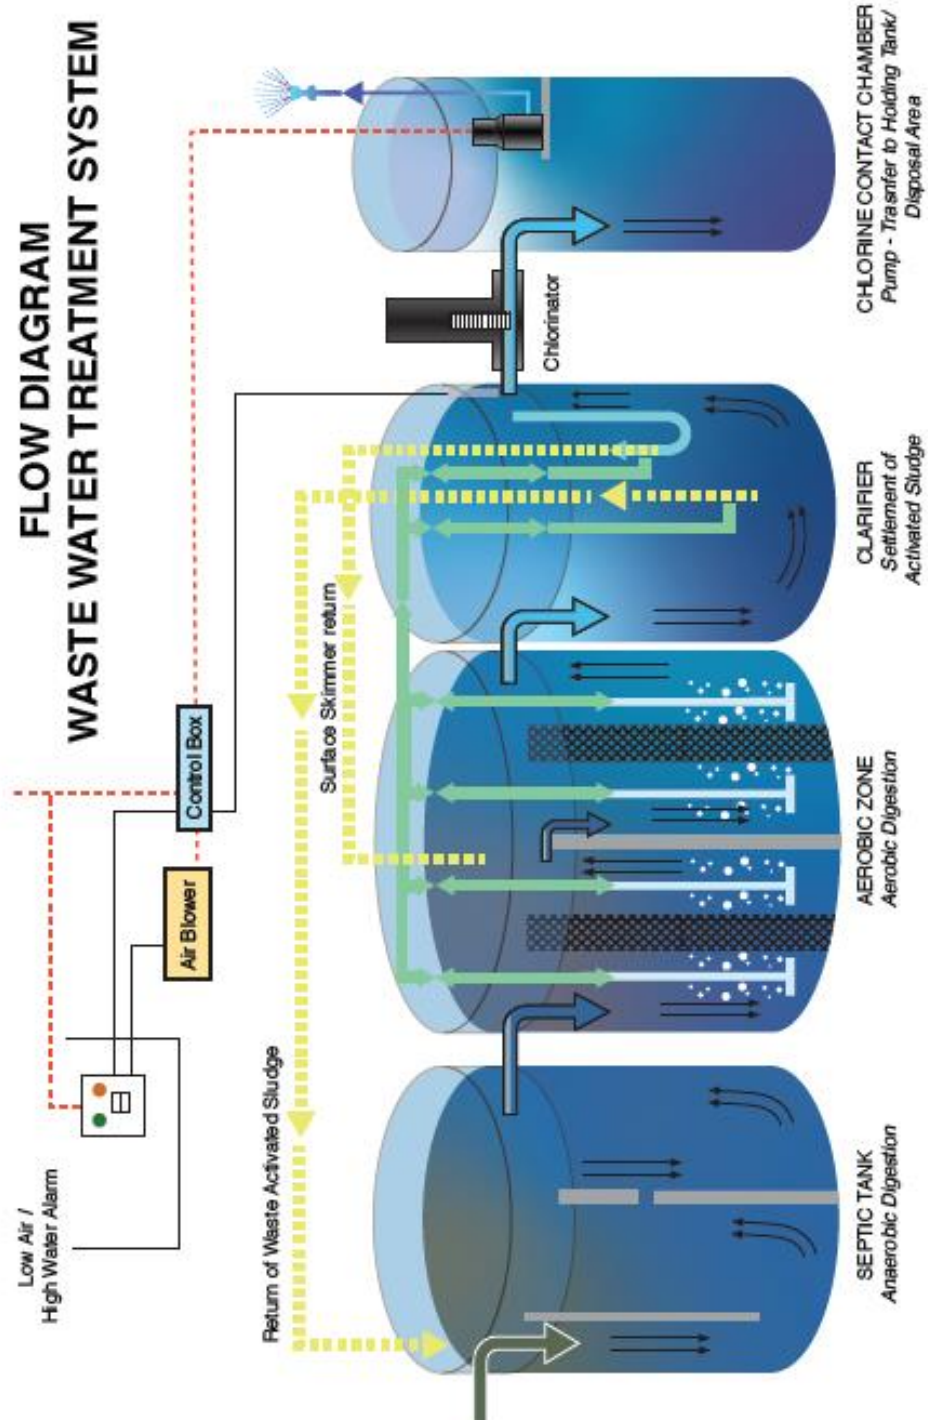 FLOW DIAGRAM
WASTE WATER TREATMENT SYSTEM
Low Air /
High Water Alarm
Air Blower
Control Box
Return of Waste Activated Sludge
Surface Skimmer return
Chlorinator
SEPTIC TANK
Anaerobic Digestion
AEROBIC ZONE
Aerobic Digestion
CLARIFIER
Settlement of
Activated Sludge
CHLORINE CONTACT CHAMBER
Pump - Trasnfer to Holding Tank/
Disposal Area